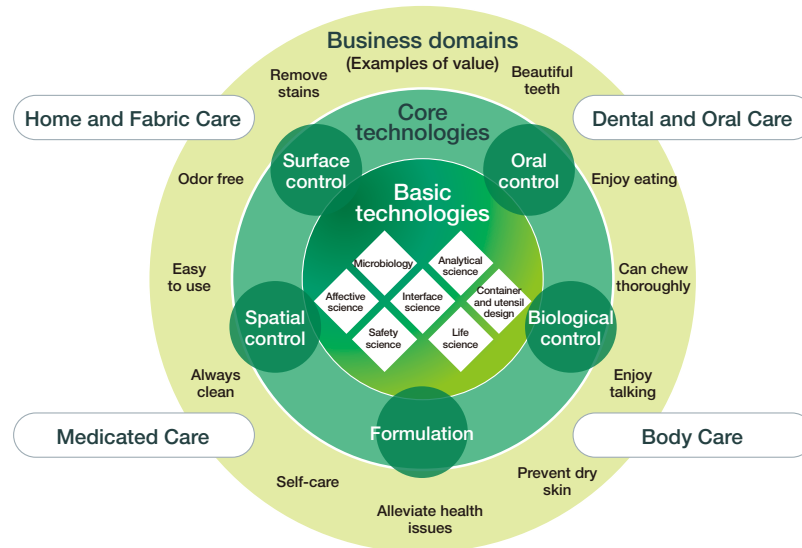 Business domains
(Examples of value)
Remove
stains
Beautiful
teeth
Home and Fabric Care
Dental and Oral Care
Core
technologies
Surface
control
Oral
control
Odor free
Enjoy eating
Basic
technologies
Microbiology
Analytical
science
Affective
science
Interface
science
Container
and utensil
design
Safety
science
Life
science
Easy
to use
Can chew
thoroughly
Spatial
control
Biological
control
Always
clean
Enjoy
talking
Medicated Care
Formulation
Body Care
Self-care
Prevent dry
skin
Alleviate health
issues